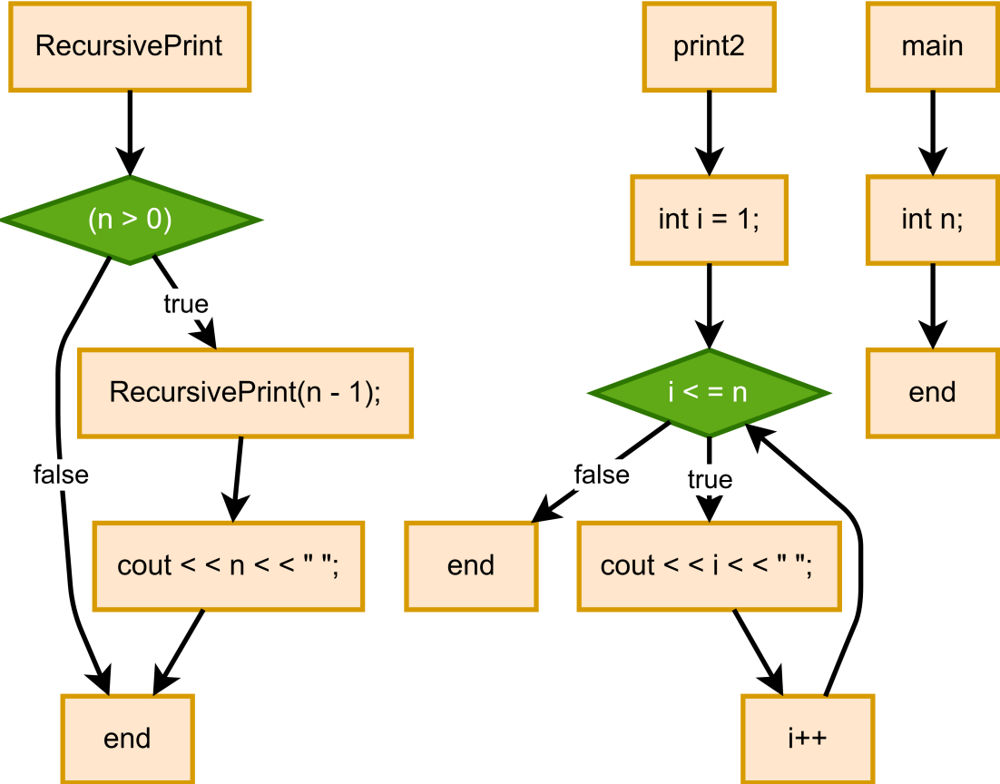 RecursivePrint
(n > 0)
true
RecursivePrint(n - 1);
false
cout < < n < < " ";
end
print2
int i = 1;
i < = n
false
true
end
cout < < i < < " ";
i++
main
int n;
end